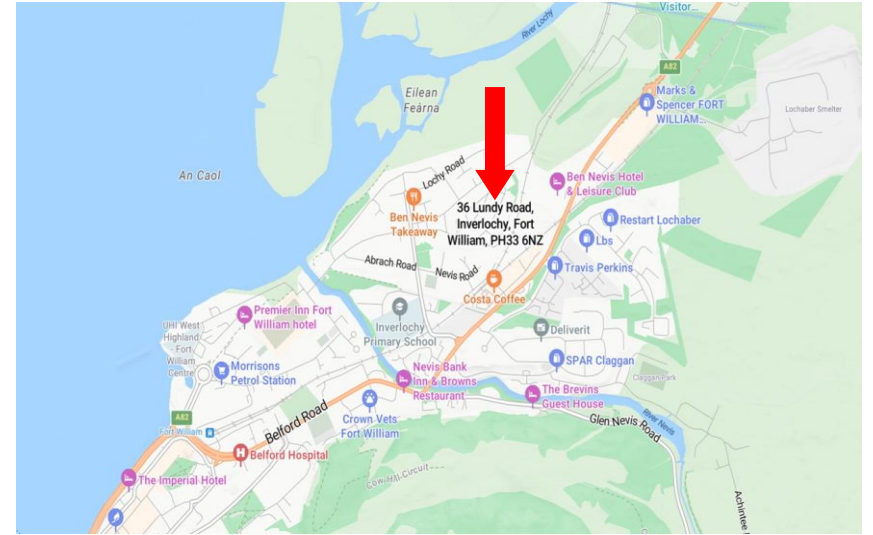 Visitor...
River Lochy
A82
Marks &
Spencer FORT
WILLIAM...
Lochaber Smelter
Eilean
Feàrna
An Caol
Lochy Road
Ben Nevis Hotel
& Leisure Club
Ben Nevis
Takeaway
36 Lundy Road,
Inverlochy, Fort
William, PH33 6NZ
Restart Lochaber
Lbs
Travis Perkins
Abrach Road
Nevis Road
Costa Coffee
Premier Inn Fort
William hotel
UHI West
Highland
- Fort
William
Centre
Inverlochy
Primary School
Deliverit
Morrisons
Petrol Station
Nevis Bank
Inn & Browns
Restaurant
SPAR Claggan
Claggan Park
The Brevins
Guest House
Crown Vets
Fort William
A82
Fort William
Belford Road
Glen Nevis Road
River Nevis
H
Belford Hospital
Cow Hill Circuit
The Imperial Hotel
Achintee